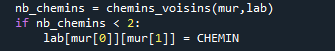 nb_chemins = chemins_voisins(mur,lab)
if nb_chemins < 2:
    lab[mur[0]][mur[1]] = CHEMIN